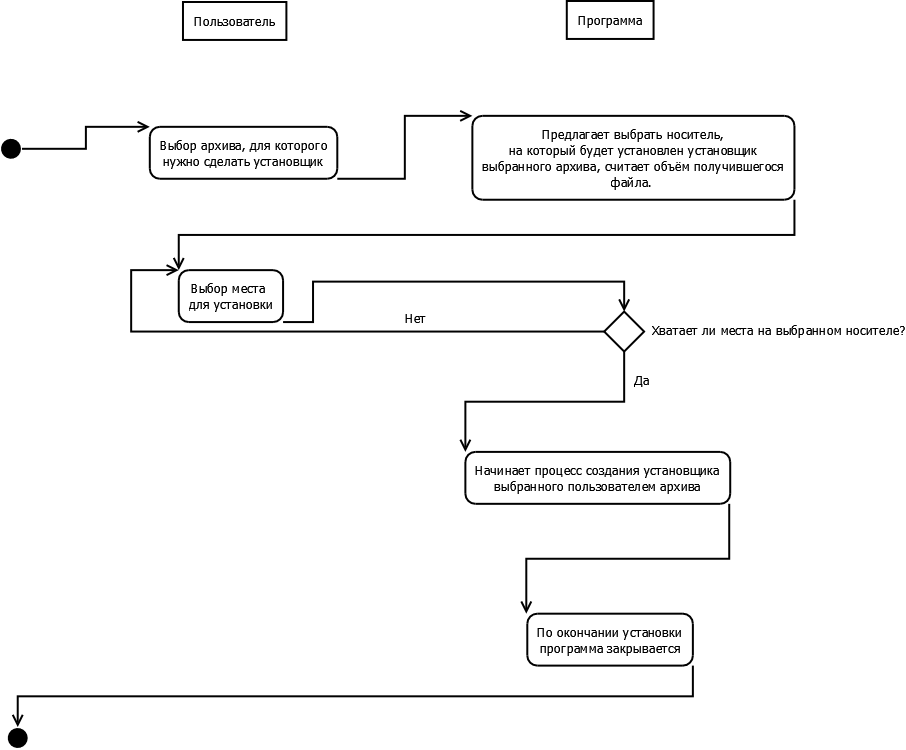 Пользователь
Программа
Выбор архива, для которого
нужно сделать установщик
Предлагает выбрать носитель,
на который будет установлен установщик
выбранного архива, считает объём получившегося
файла.
Выбор места
для установки
Нет
Хватает ли места на выбранном носителе?
Да
Начинает процесс создания установщика
выбранного пользователем архива
По окончании установки
программа закрывается